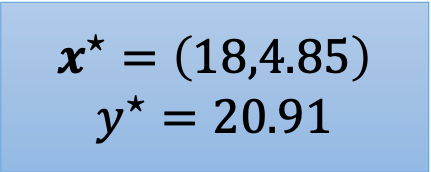 x* = (18,4.85)
y* = 20.91